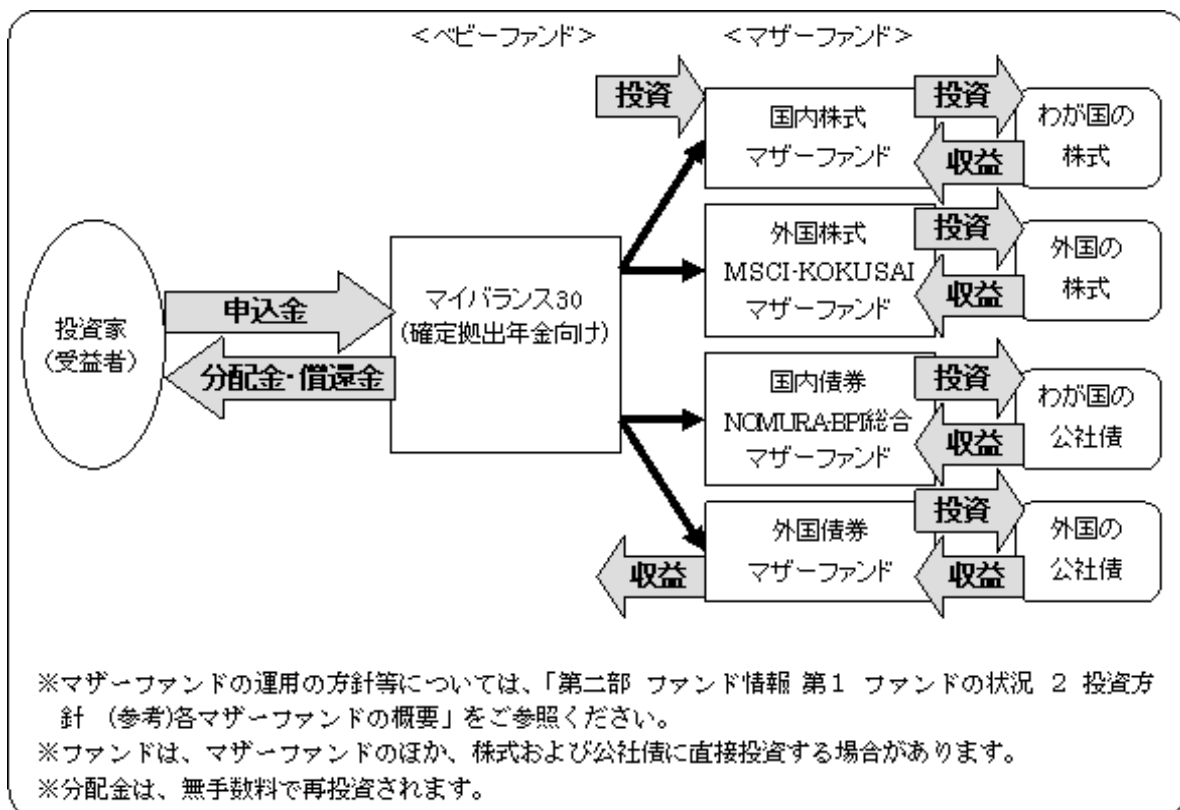 ＜ベビーファンド＞
＜マザーファンド＞
投資
国内株式
マザーファンド
投資
収益
わが国の
株式
外国株式
MSCI-KOKUSAI
マザーファンド
投資
収益
外国の
株式
投資家
（受益者）
申込金
分配金・償還金
マイバランス30
（確定拠出年金向け）
国内債券
NOMURA-BPI総合
マザーファンド
投資
収益
わが国の
公社債
外国債券
マザーファンド
収益
投資
収益
外国の
公社債
※マザーファンドの運用の方針等については、「第二部 ファンド情報 第1 ファンドの状況 2 投資方
針 （参考)各マザーファンドの概要」をご参照ください。
※ファンドは、マザーファンドのほか、株式および公社債に直接投資する場合があります。
※分配金は、無手数料で再投資されます。